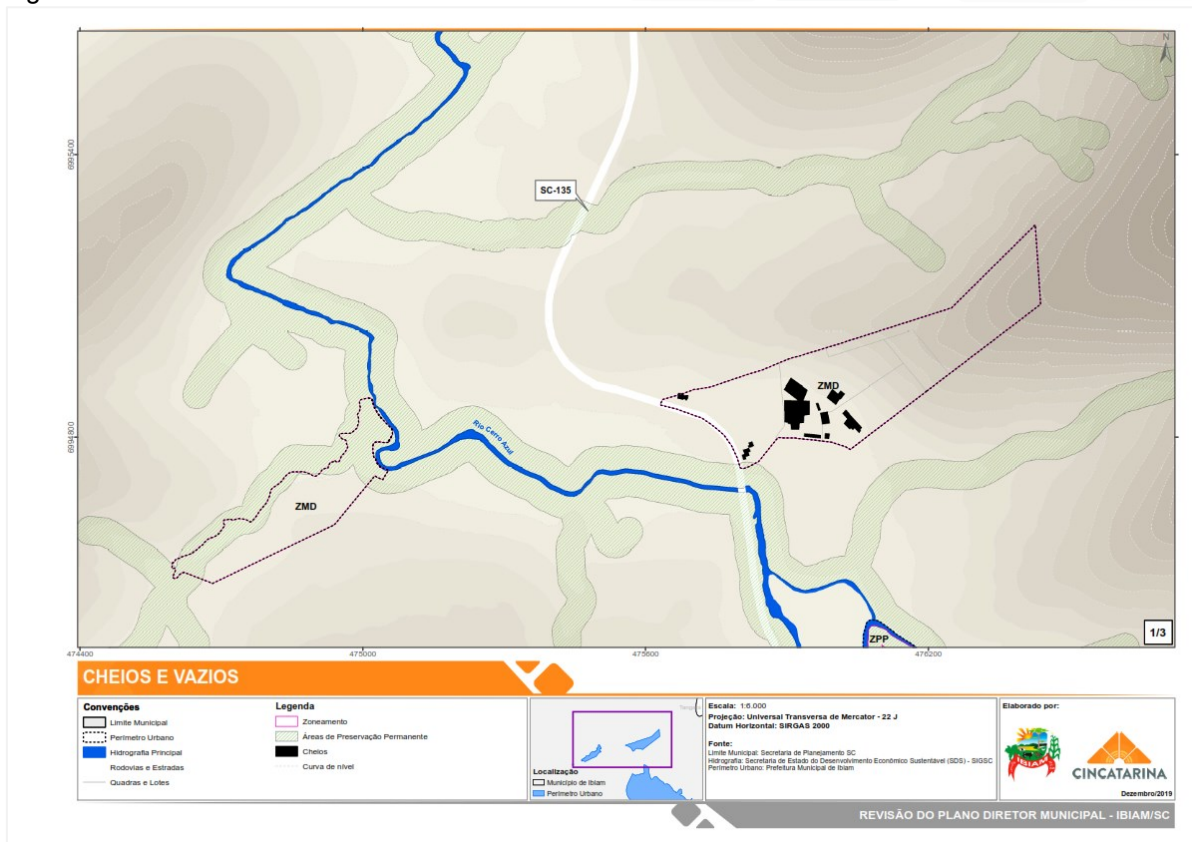 N
6995400
SC-135
ZMD
6994800
Rio Cerro Azul
ZMD
ZPP
1/3
474400
475000
475600
476200
CHEIOS E VAZIOS
Convenções
Limite Municipal
Perímetro Urbano
Hidrografia Principal
Rodovias e Estradas
Quadras e Lotes
Legenda
Zoneamento
Áreas de Preservação Permanente
Cheios
Curva de nível
Localização
Município de Ibiam
Perímetro Urbano
Escala: 1:6.000
Projeção: Universal Transversa de Mercator - 22 J
Datum Horizontal: SIRGAS 2000
Fonte:
Limite Municipal: Secretaria de Planejamento SC
Hidrografia: Secretaria de Estado do Desenvolvimento Econômico Sustentável (SDS) - SIGSC
Perímetro Urbano: Prefeitura Municipal de Ibiam
Elaborado por:
IBIAM
CINCATARINA
Dezembro/2019
REVISÃO DO PLANO DIRETOR MUNICIPAL - IBIAM/SC